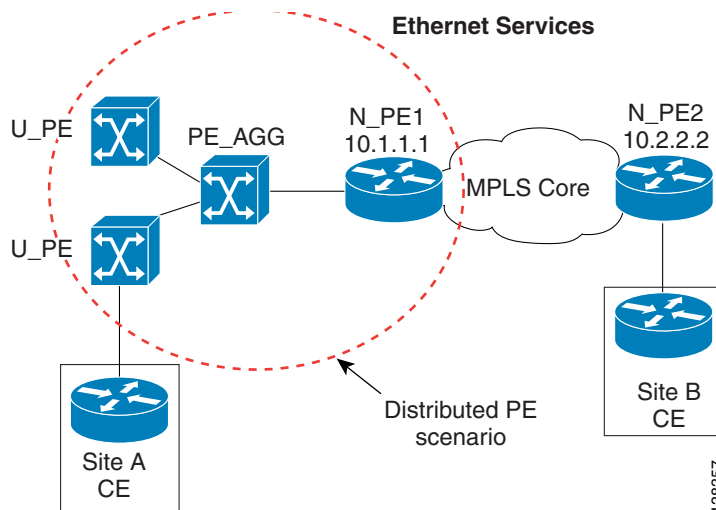 Ethernet Services
U_PE
PE_AGG
N_PE1
10.1.1.1
N_PE2
10.2.2.2
MPLS Core
U_PE
Distributed PE
scenario
Site A
CE
Site B
CE